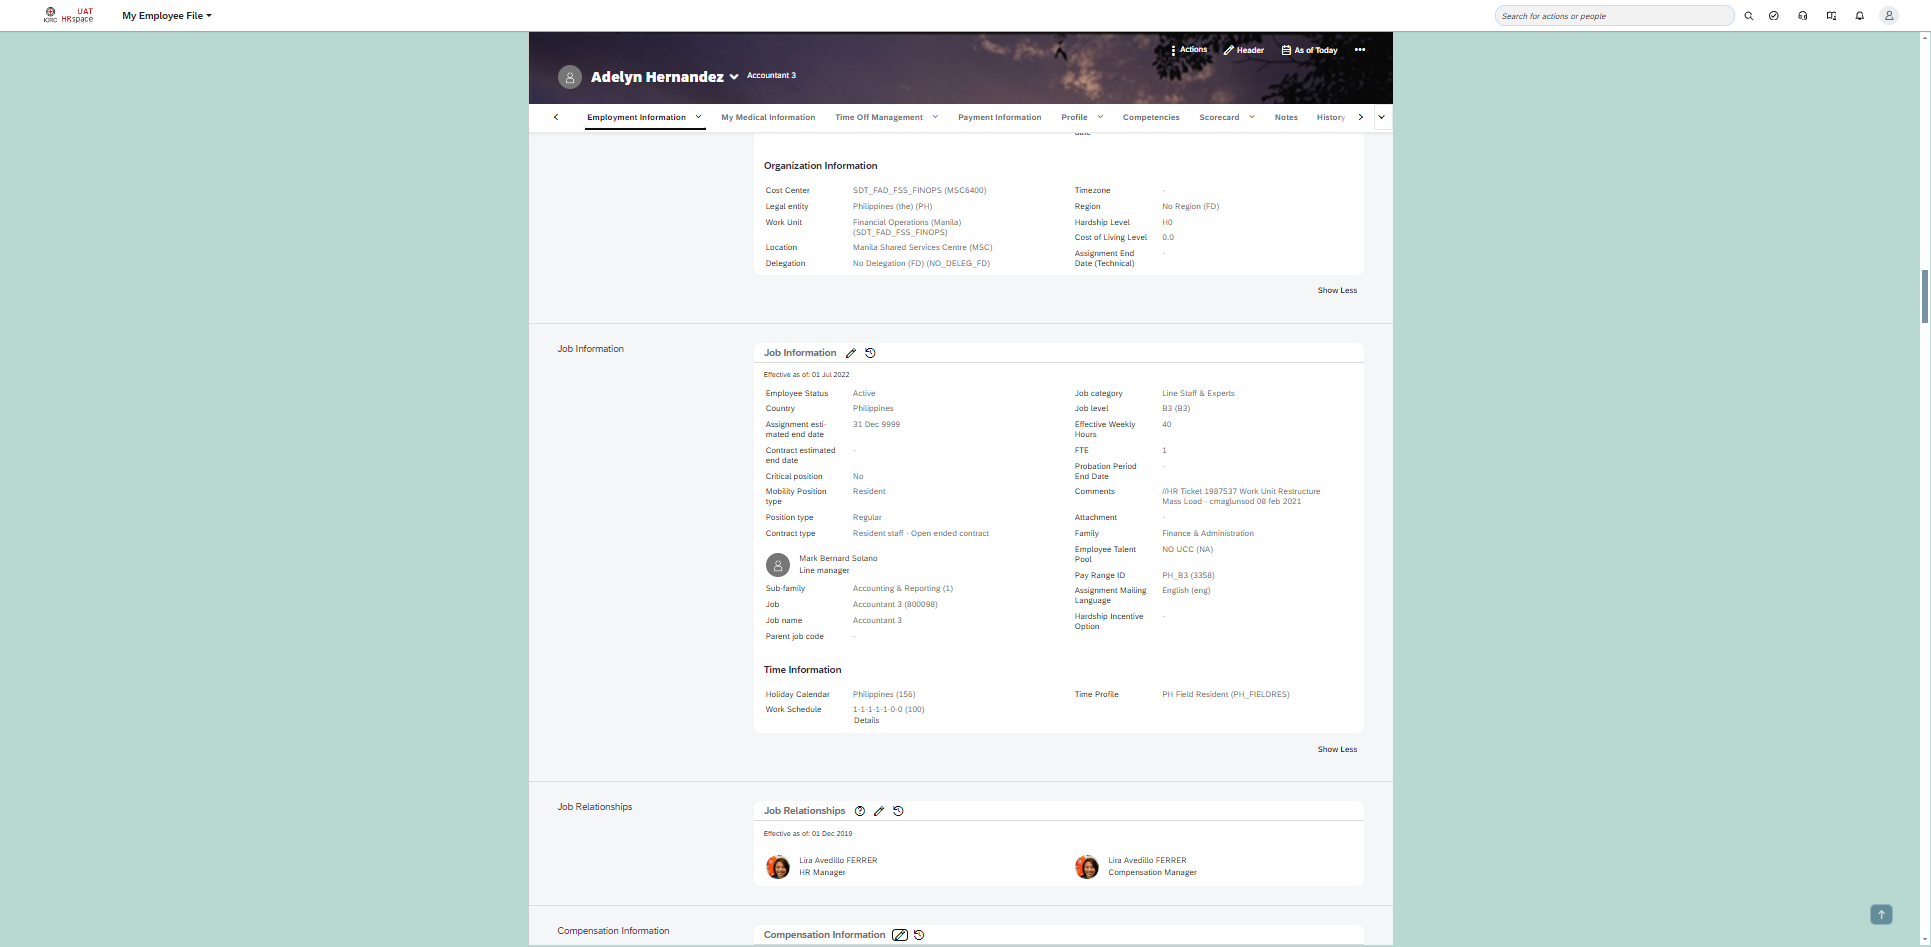 ICRC
UAT
HRspace
My Employee File
Search for actions or people
Actions
Header
As of Today
Adelyn Hernandez
Accountant 3
Employment Information
My Medical Information
Time Off Management
Payment Information
Profile
Competencies
Scorecard
Notes
History
Organization Information
Cost Center SDT_FAD_FSS_FINOPS (MSC6400)
Legal entity Philippines (the) (PH)
Work Unit Financial Operations (Manila)
(SDT_FAD_FSS_FINOPS)
Location Manila Shared Services Centre (MSC)
Delegation No Delegation (FD) (NO_DELEG_FD)
Timezone -
Region No Region (FD)
Hardship Level H0
Cost of Living Level 0.0
Assignment End -
Date (Technical)
Show Less
Job Information
Job Information
Effective as of: 01 Jul 2022
Employee Status Active
Country Philippines
Assignment esti- 31 Dec 9999
mated end date
Contract estimated -
end date
Critical position No
Mobility Position Resident
type
Position type Regular
Contract type Resident staff - Open ended contract
Mark Bernard Solano
Line manager
Sub-family Accounting & Reporting (1)
Job Accountant 3 (800098)
Job name Accountant 3
Parent job code -
Job category Line Staff & Experts
Job level B3 (B3)
Effective Weekly 40
Hours
FTE 1
Probation Period -
End Date
Comments //HR Ticket 1987537 Work Unit Restructure
Mass Load - cmaglunsod 08 feb 2021
Attachment -
Family Finance & Administration
Employee Talent NO UCC (NA)
Pool
Pay Range ID PH_B3 (3358)
Assignment Mailing English (eng)
Language
Hardship Incentive -
Option
Time Information
Holiday Calendar Philippines (156)
Work Schedule 1-1-1-1-1-0-0 (100)
Details
Time Profile PH Field Resident (PH_FIELDRES)
Show Less
Job Relationships
Job Relationships
Effective as of: 01 Dec 2019
Lira Avedillo FERRER
HR Manager
Lira Avedillo FERRER
Compensation Manager
Compensation Information
Compensation Information